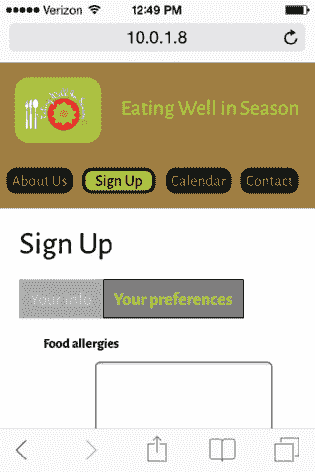 Verizon 12:49 PM
10.0.1.8
Eating Well in Season
About Us Sign Up Calendar Contact
Sign Up
Your info Your preferences
Food allergies